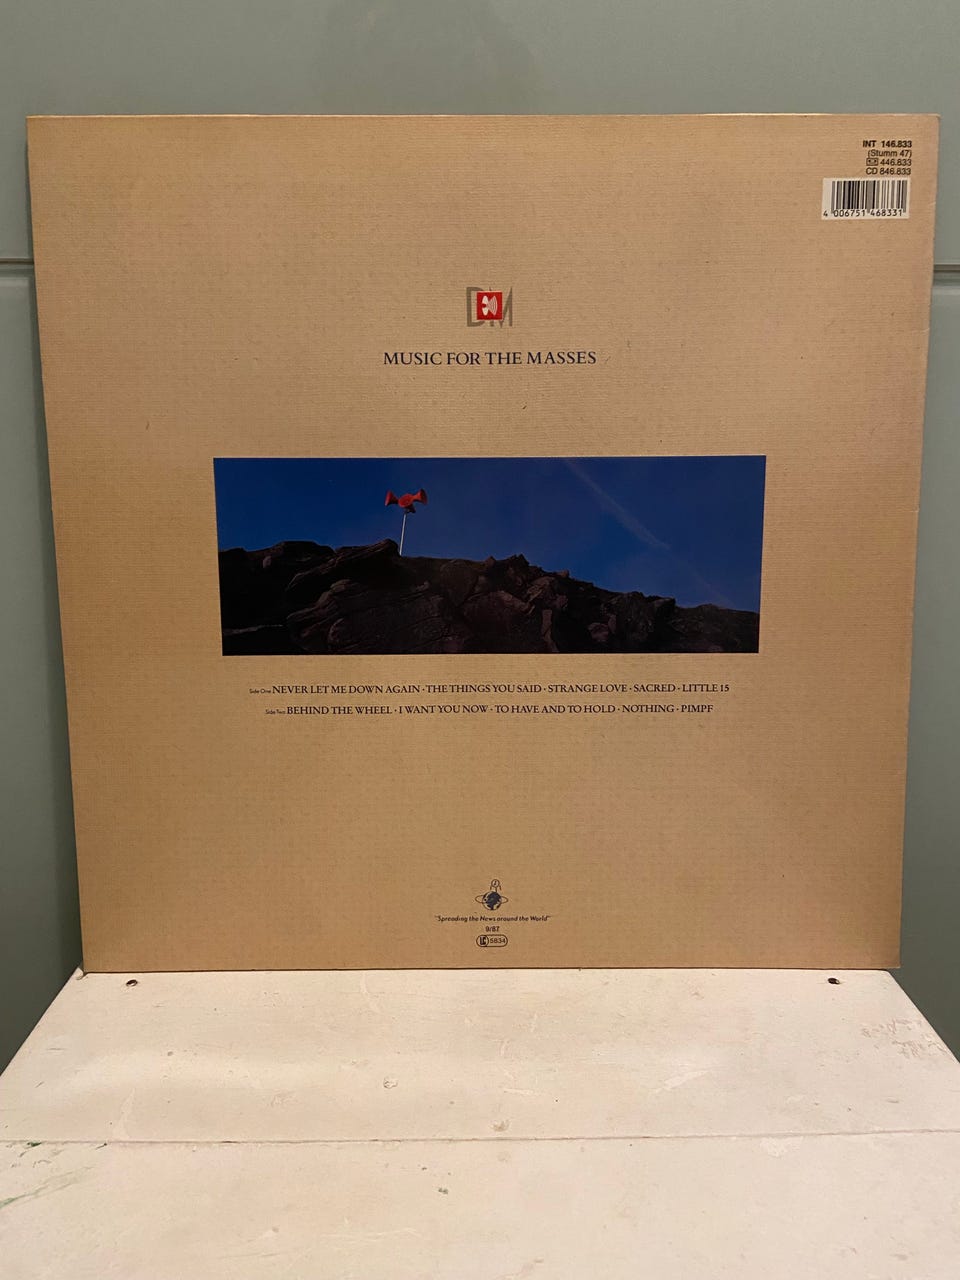 INT 146.833
(Stumm 47)
446.833
CD 846.833
4 006751 468331
DM
MUSIC FOR THE MASSES
Side One NEVER LET ME DOWN AGAIN · THE THINGS YOU SAID · STRANGE LOVE · SACRED · LITTLE 15
Side Two BEHIND THE WHEEL · I WANT YOU NOW · TO HAVE AND TO HOLD · NOTHING · PIMPF
"Spreading the News around the World"
9/87
LC 5834